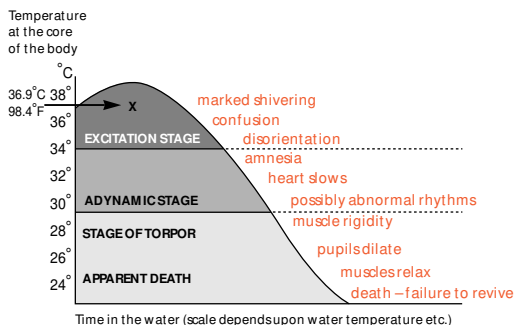 Temperature
at the core
of the body
°C
36.9°C 38°
98.4°F
x
marked shivering
36°
confusion
EXCITATION STAGE
disorientation
34°
amnesia
32°
heart slows
30°
ADYNAMIC STAGE
possibly abnormal rhythms
muscle rigidity
28°
STAGE OF TORPOR
pupils dilate
26°
muscles relax
24°
APPARENT DEATH
death – failure to revive
Time in the water (scale depends upon water temperature etc.)